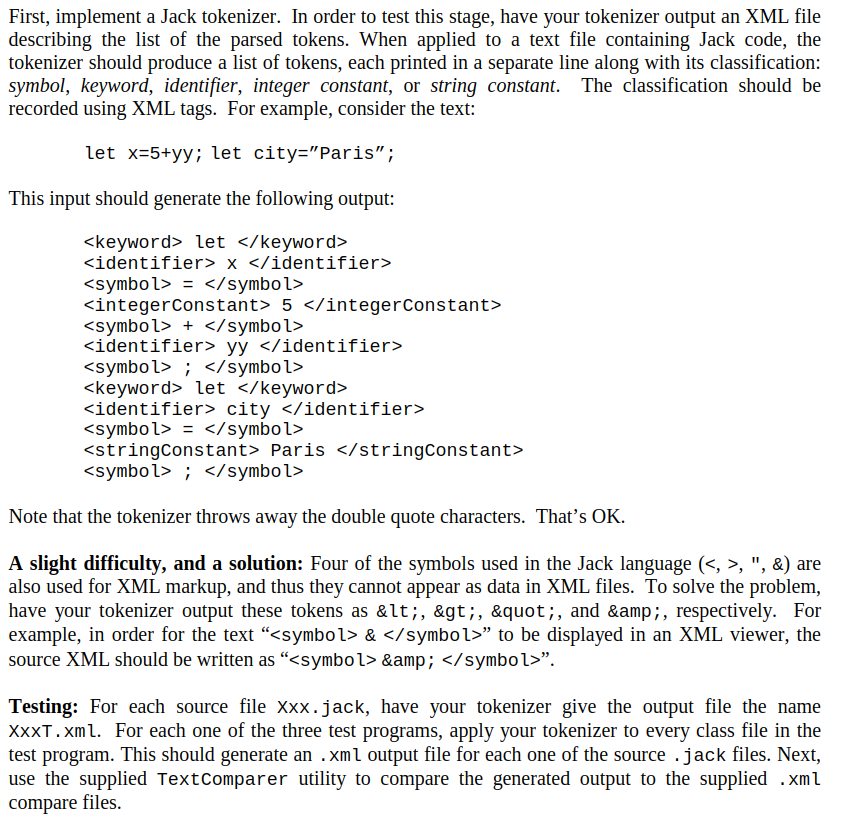 First, implement a Jack tokenizer.  In order to test this stage, have your tokenizer output an XML file
describing the list of the parsed tokens. When applied to a text file containing Jack code, the
tokenizer should produce a list of tokens, each printed in a separate line along with its classification:
symbol, keyword, identifier, integer constant, or string constant.  The classification should be
recorded using XML tags.  For example, consider the text:
let x=5+yy; let city=”Paris”;
This input should generate the following output:
<keyword> let </keyword>
<identifier> x </identifier>
<symbol> = </symbol>
<integerConstant> 5 </integerConstant>
<symbol> + </symbol>
<identifier> yy </identifier>
<symbol> ; </symbol>
<keyword> let </keyword>
<identifier> city </identifier>
<symbol> = </symbol>
<stringConstant> Paris </stringConstant>
<symbol> ; </symbol>
Note that the tokenizer throws away the double quote characters.  That’s OK.
A slight difficulty, and a solution: Four of the symbols used in the Jack language (<, >, ", &) are
also used for XML markup, and thus they cannot appear as data in XML files.  To solve the problem,
have your tokenizer output these tokens as &lt;, &gt;, &quot;, and &amp;, respectively.  For
example, in order for the text “<symbol> & </symbol>” to be displayed in an XML viewer, the
source XML should be written as “<symbol> &amp; </symbol>”.
Testing: For each source file Xxx.jack, have your tokenizer give the output file the name
XxxT.xml.  For each one of the three test programs, apply your tokenizer to every class file in the
test program. This should generate an .xml output file for each one of the source .jack files. Next,
use the supplied TextComparer utility to compare the generated output to the supplied .xml
compare files.